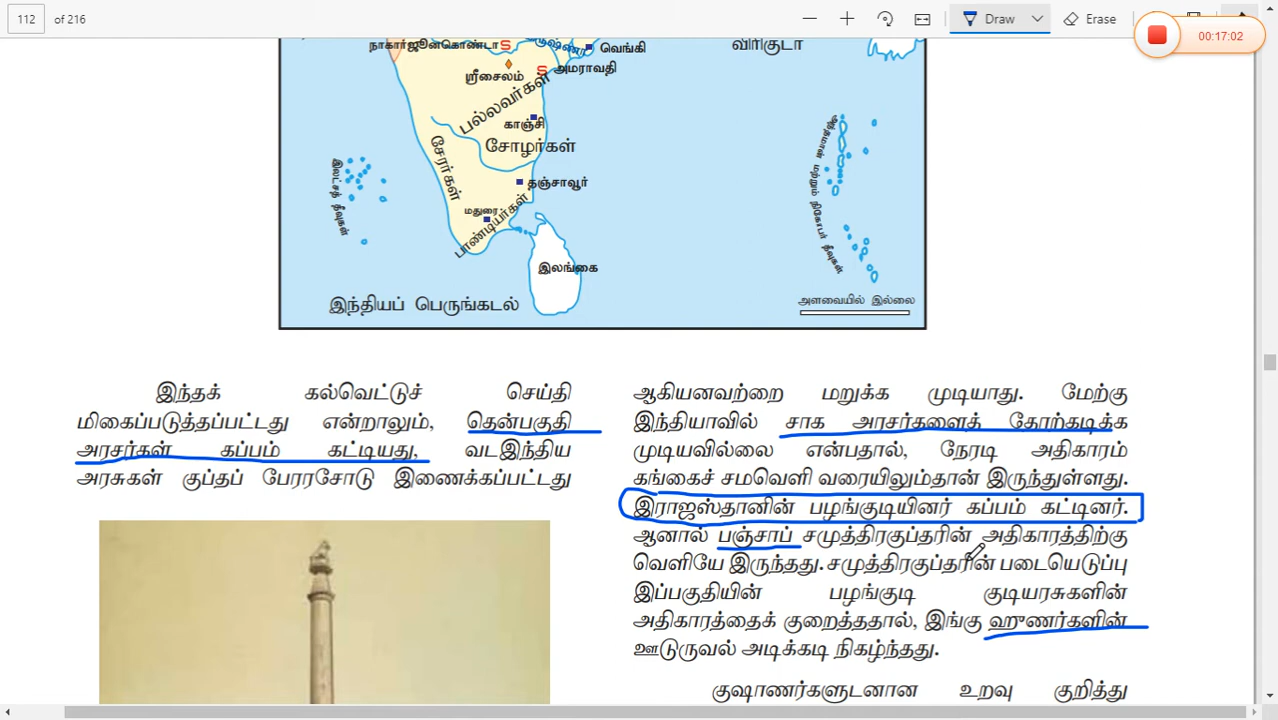 112 of 216
Draw
Erase
00:17:02
நாகார்ஜூனகொண்டா
வெங்கி
விரிகுடா
ஸ்ரீசைலம்
அமராவதி
பல்லவர்கள்
காஞ்சி
சோழர்கள்
சேரர்கள்
தஞ்சாவூர்
மதுரை
பாண்டியர்கள்
இலங்கை
இந்தியப் பெருங்கடல்
அளவையில் இல்லை
இந்தக் கல்வெட்டுச் செய்தி
மிகைப்படுத்தப்பட்டது என்றாலும், தென்பகுதி
அரசர்கள் கப்பம் கட்டியது, வடஇந்திய
அரசுகள் குப்தப் பேரரசோடு இணைக்கப்பட்டது
ஆகியனவற்றை மறுக்க முடியாது. மேற்கு
இந்தியாவில் சாக அரசர்களைத் தோற்கடிக்க
முடியவில்லை என்பதால், நேரடி அதிகாரம்
கங்கைச் சமவெளி வரையிலும்தான் இருந்துள்ளது.
இராஜஸ்தானின் பழங்குடியினர் கப்பம் கட்டினர்.
ஆனால் பஞ்சாப் சமுத்திரகுப்தரின் அதிகாரத்திற்கு
வெளியே இருந்தது. சமுத்திரகுப்தரின் படையெடுப்பு
இப்பகுதியின் பழங்குடி குடியரசுகளின்
அதிகாரத்தைக் குறைத்ததால், இங்கு ஹுணர்களின்
ஊடுருவல் அடிக்கடி நிகழ்ந்தது.
குஷாணர்களுடனான உறவு குறித்து